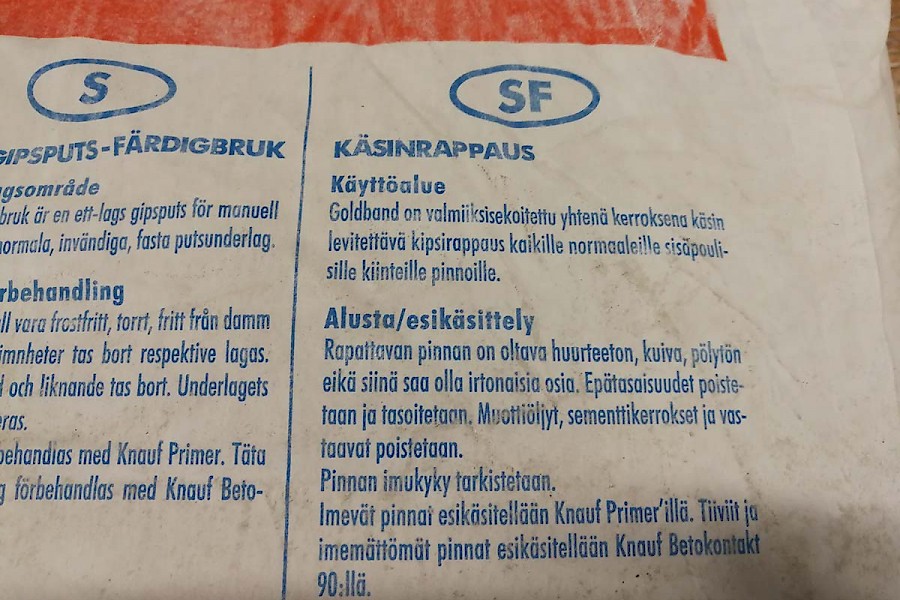 S
GIPSPUTS-FÄRDIGBRUK
gsområde
bruk är en ett-lags gipsputs för manuell
normala, invändiga, fasta putsunderlag.
rbehandling
ll vara frostfritt, torrt, fritt från damm
ämnheter tas bort respektive lagas.
och liknande tas bort. Underlagets
eras.
behandlas med Knauf Primer. Täta
g förbehandlas med Knauf Beto-
SF
KÄSINRAPPAUS
Käyttöalue
Goldband on valmiiksisekoitettu yhtenä kerroksena käsin
levitettävä kipsirappaus kaikille normaaleille sisäpuoli-
sille kiinteille pinnoille.
Alusta/esikäsittely
Rapattavan pinnan on oltava huurteeton, kuiva, pölytön
eikä siinä saa olla irtonaisia osia. Epätasaisuudet poiste-
taan ja tasoitetaan. Muottiöljyt, sementtikerrokset ja vas-
taavat poistetaan.
Pinnan imukyky tarkistetaan.
Imevät pinnat esikäsitellään Knauf Primer'illä. Tiiviit ja
imemättömät pinnat esikäsitellään Knauf Betokontakt
90:llä.